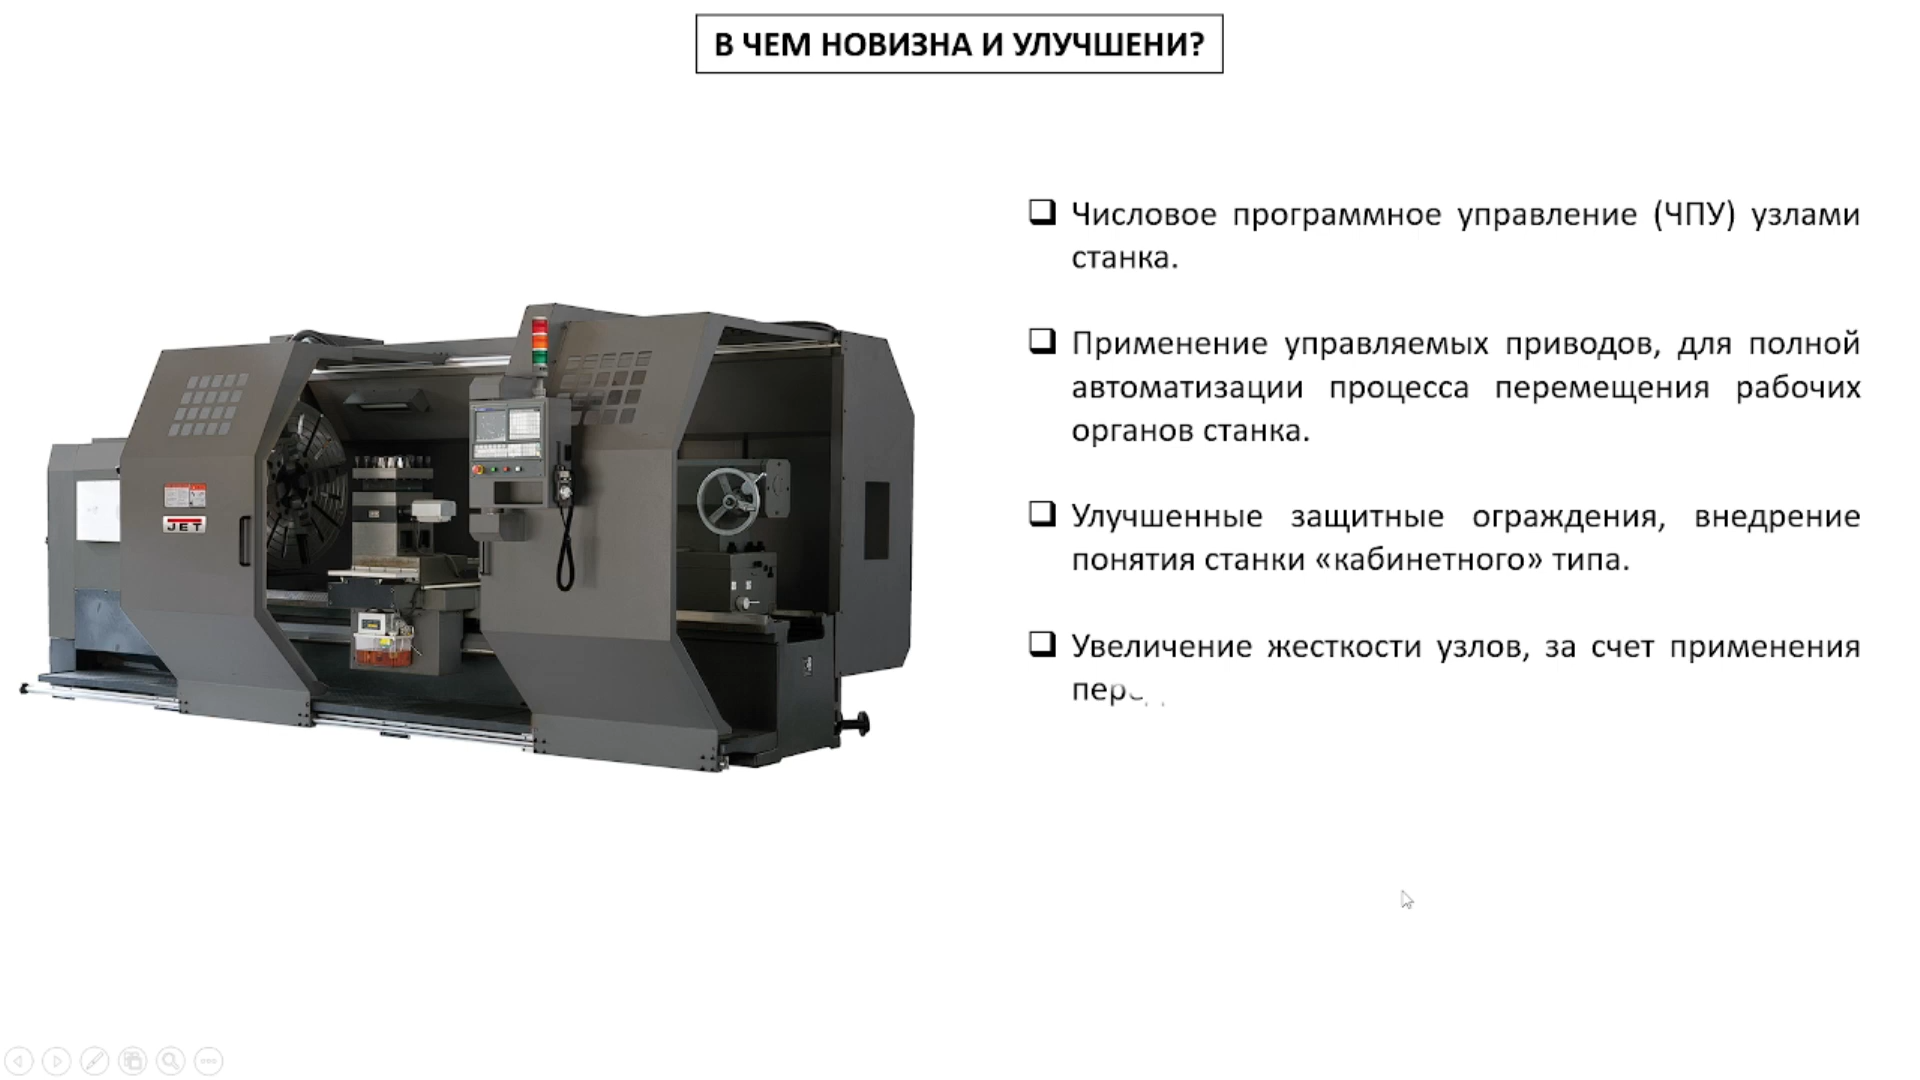 В ЧЕМ НОВИЗНА И УЛУЧШЕНИ?
Числовое программное управление (ЧПУ) узлами
станка.
Применение управляемых приводов, для полной
автоматизации процесса перемещения рабочих
органов станка.
Улучшенные защитные ограждения, внедрение
понятия станки «кабинетного» типа.
Увеличение жесткости узлов, за счет применения
JET